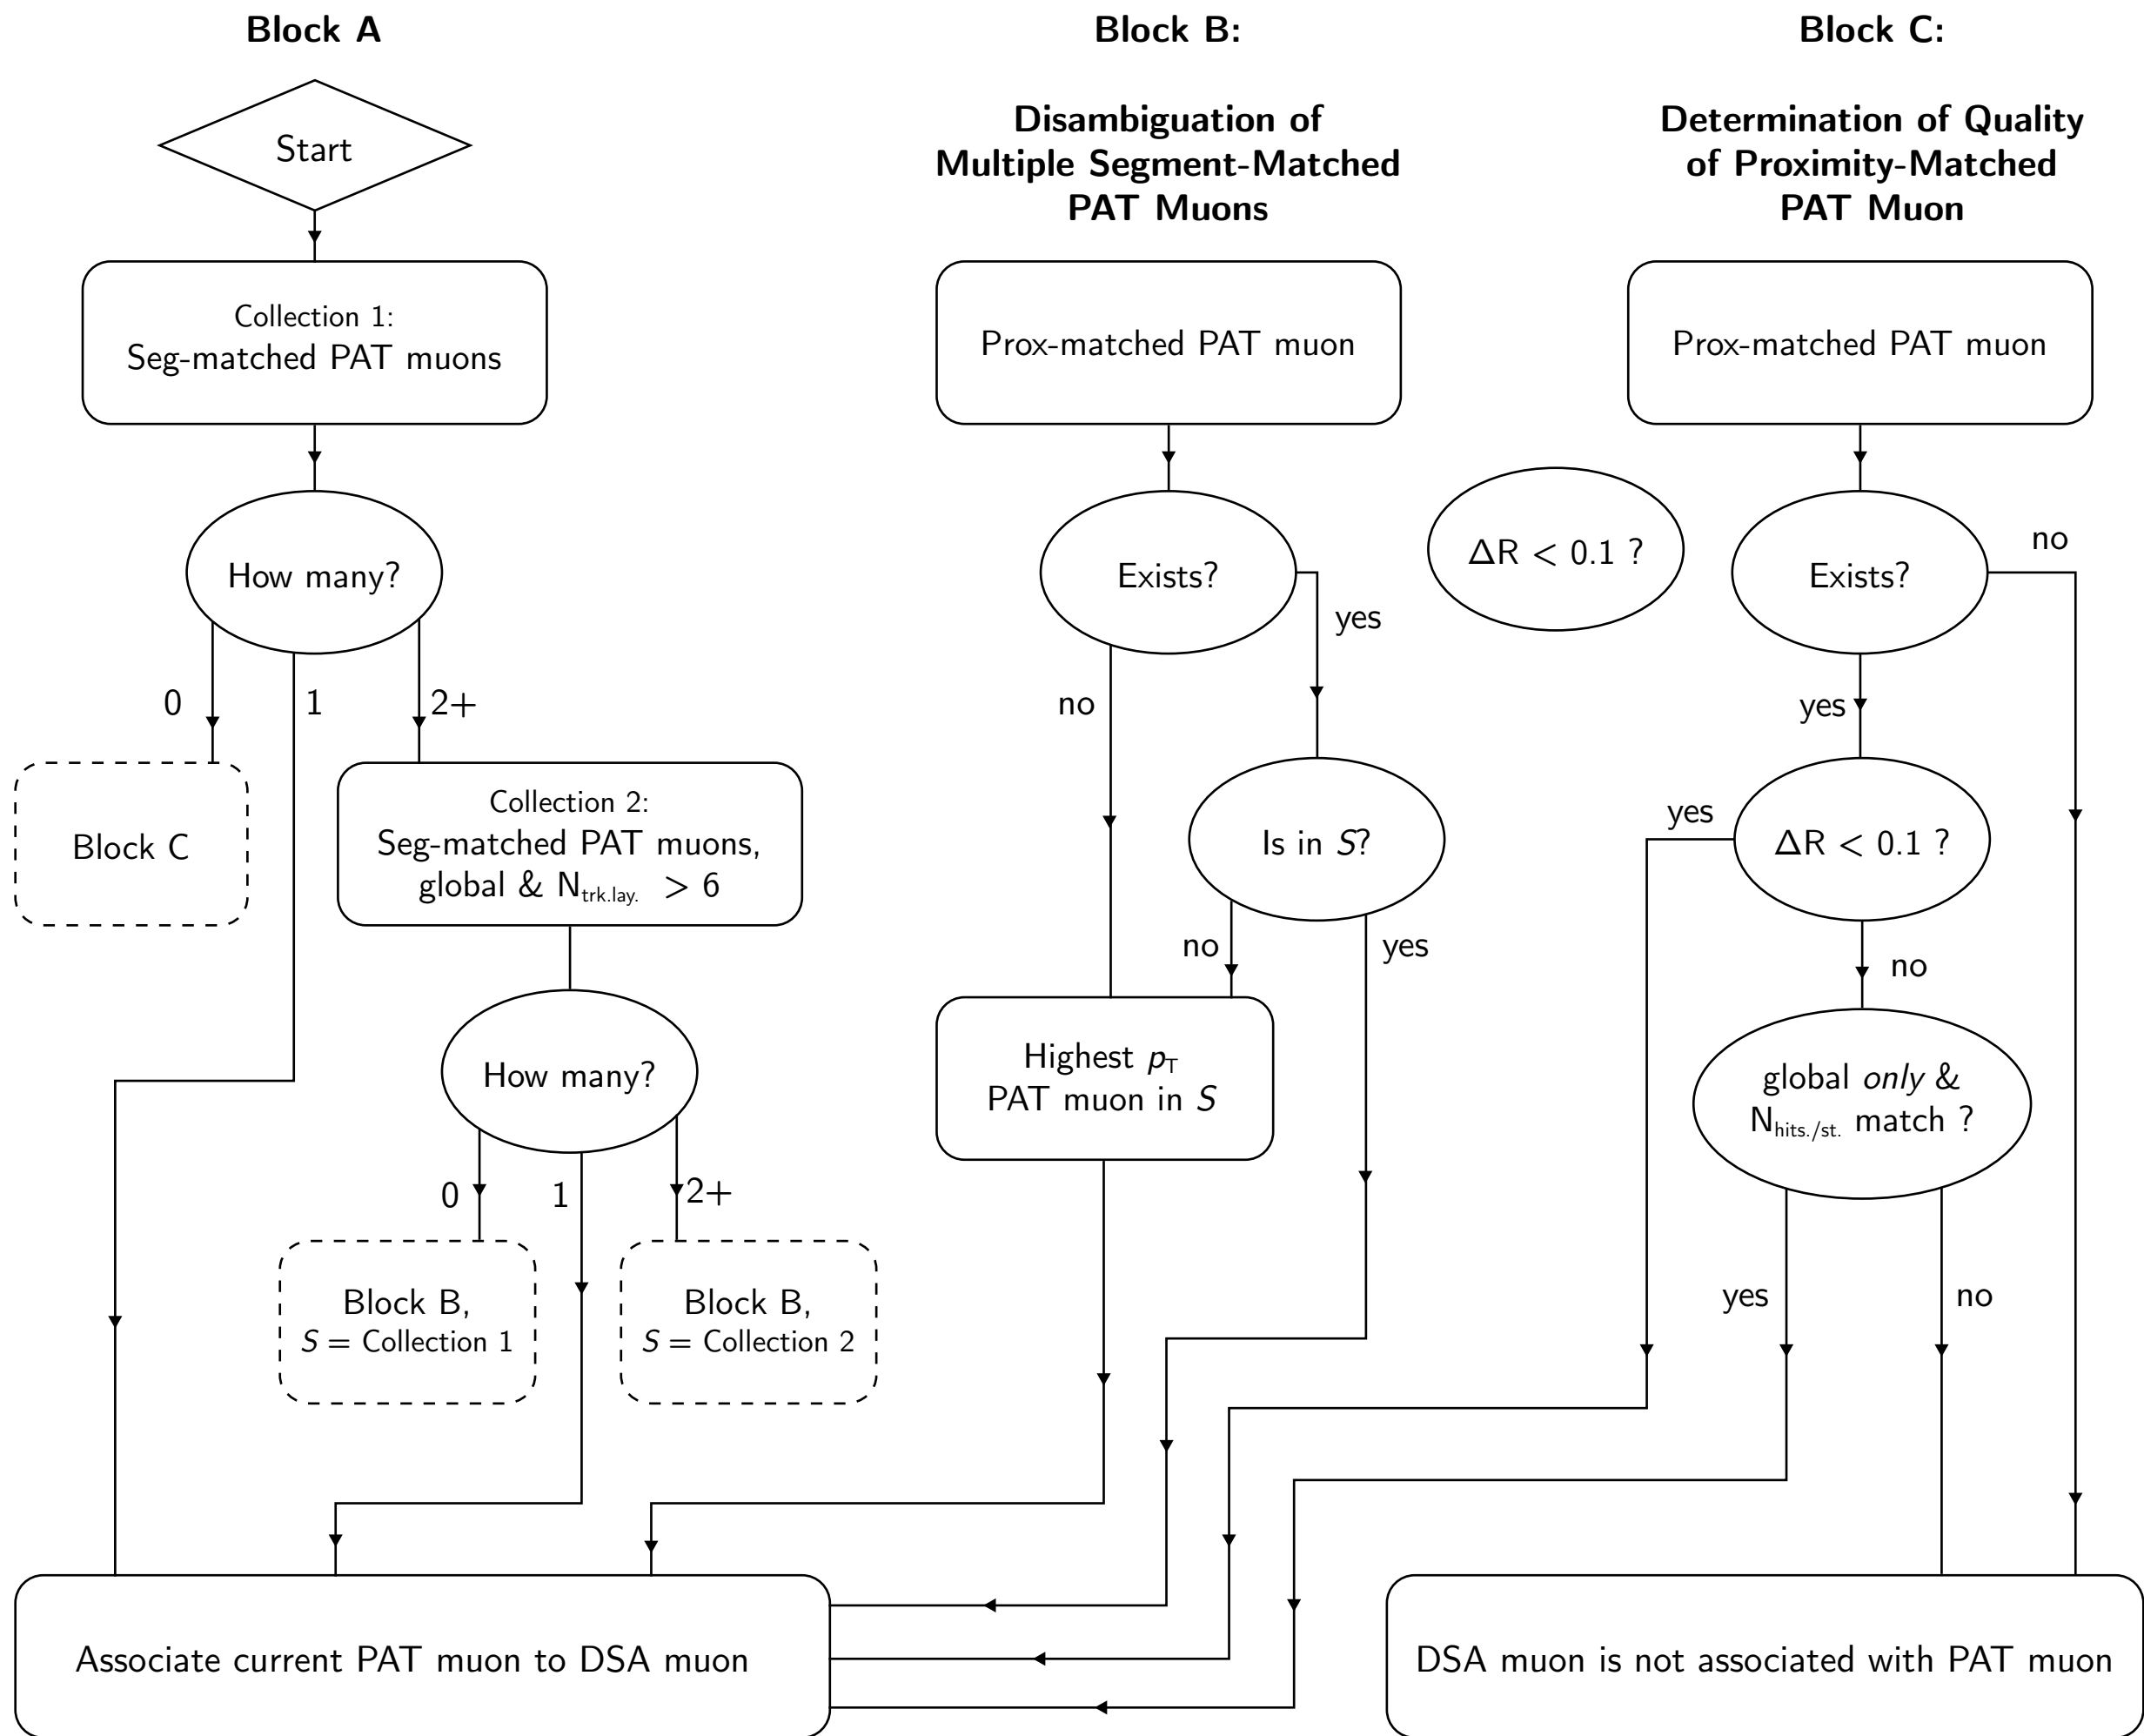 Block A
Start
Collection 1:
Seg-matched PAT muons
How many?
0
1
2+
Block C
Collection 2:
Seg-matched PAT muons,
global & N_trk.lay. > 6
How many?
0
1
2+
Block B,
S = Collection 1
Block B,
S = Collection 2
Associate current PAT muon to DSA muon
Block B:
Disambiguation of
Multiple Segment-Matched
PAT Muons
Prox-matched PAT muon
Exists?
yes
no
Is in S?
no
yes
Highest p_T
PAT muon in S
ΔR < 0.1 ?
Block C:
Determination of Quality
of Proximity-Matched
PAT Muon
Prox-matched PAT muon
Exists?
no
yes
ΔR < 0.1 ?
yes
no
global only &
N_hits./st. match ?
yes
no
DSA muon is not associated with PAT muon